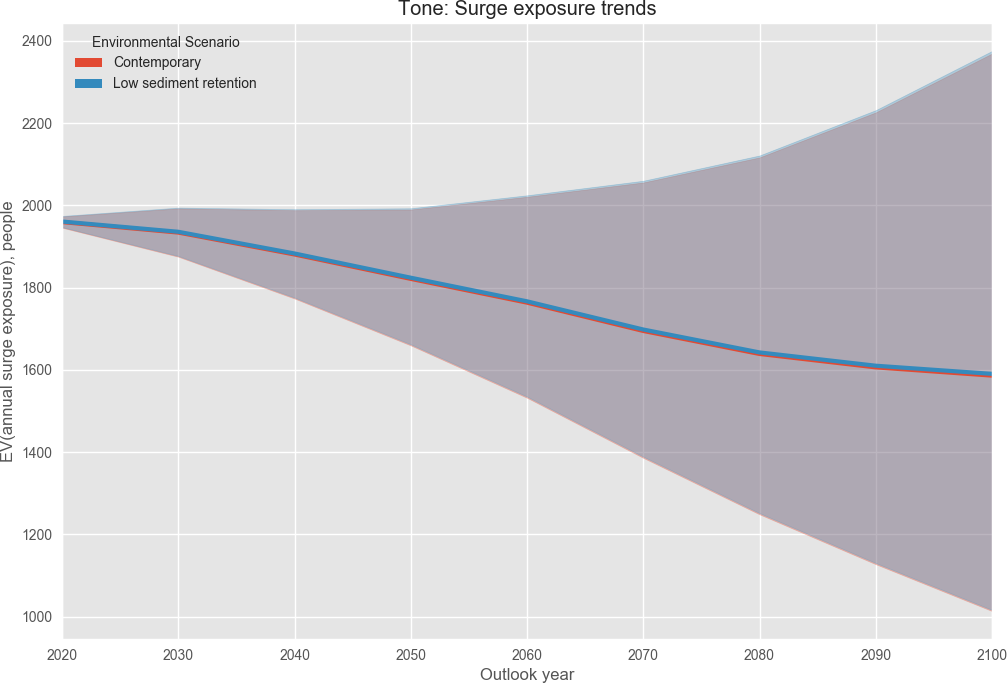 Tone: Surge exposure trends
Environmental Scenario
Contemporary
Low sediment retention
EV(annual surge exposure), people
2400
2200
2000
1800
1600
1400
1200
1000
2020 2030 2040 2050 2060 2070 2080 2090 2100
Outlook year